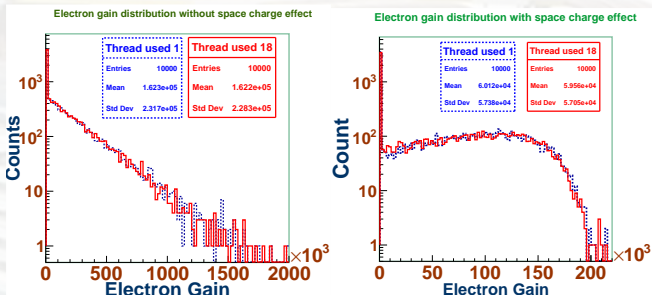 Electron gain distribution without space charge effect
Thread used 1
Entries 10000
Mean 1.623e+05
Std Dev 2.317e+05
Thread used 18
Entries 10000
Mean 1.622e+05
Std Dev 2.283e+05
Counts
10³
10²
10
1
0 500 1000 1500 2000
×10³
Electron Gain
Electron gain distribution with space charge effect
Thread used 1
Entries 10000
Mean 6.012e+04
Std Dev 5.738e+04
Thread used 18
Entries 10000
Mean 5.956e+04
Std Dev 5.705e+04
Count
10³
10²
10
1
0 50 100 150 200
×10³
Electron Gain